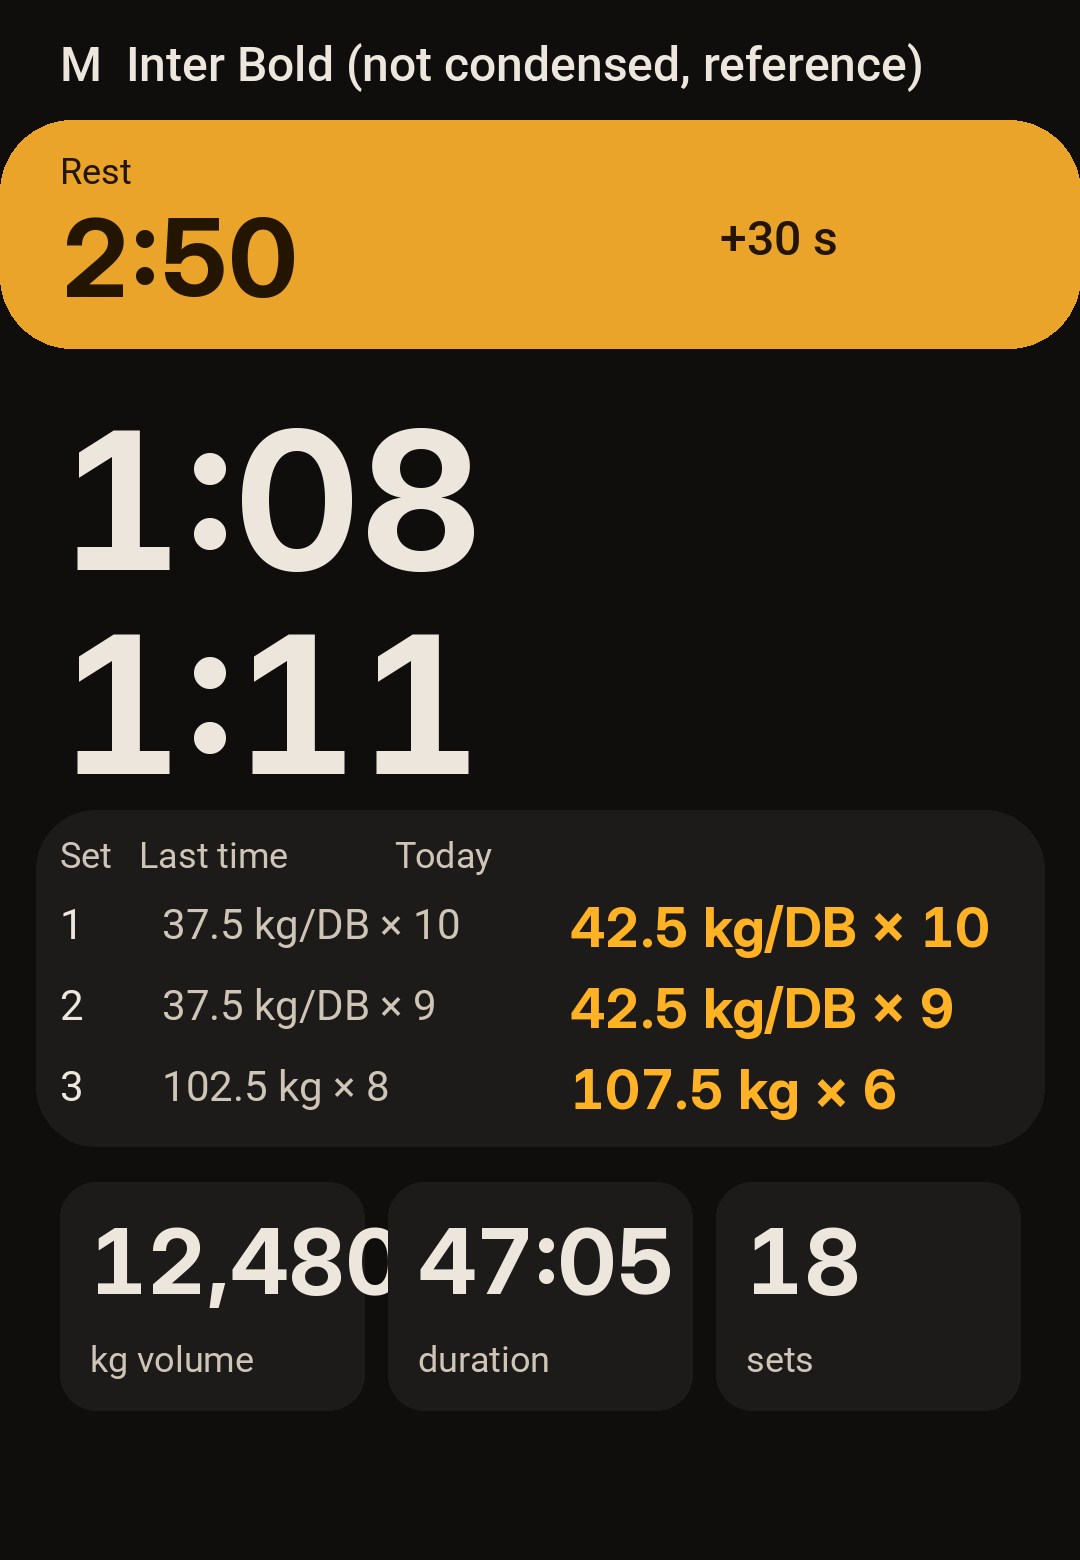 M Inter Bold (not condensed, reference)
Rest
2:50
+30 s
1:08
1:11
Set Last time Today
1 37.5 kg/DB × 10 42.5 kg/DB × 10
2 37.5 kg/DB × 9 42.5 kg/DB × 9
3 102.5 kg × 8 107.5 kg × 6
12,480 47:05 18
kg volume duration sets